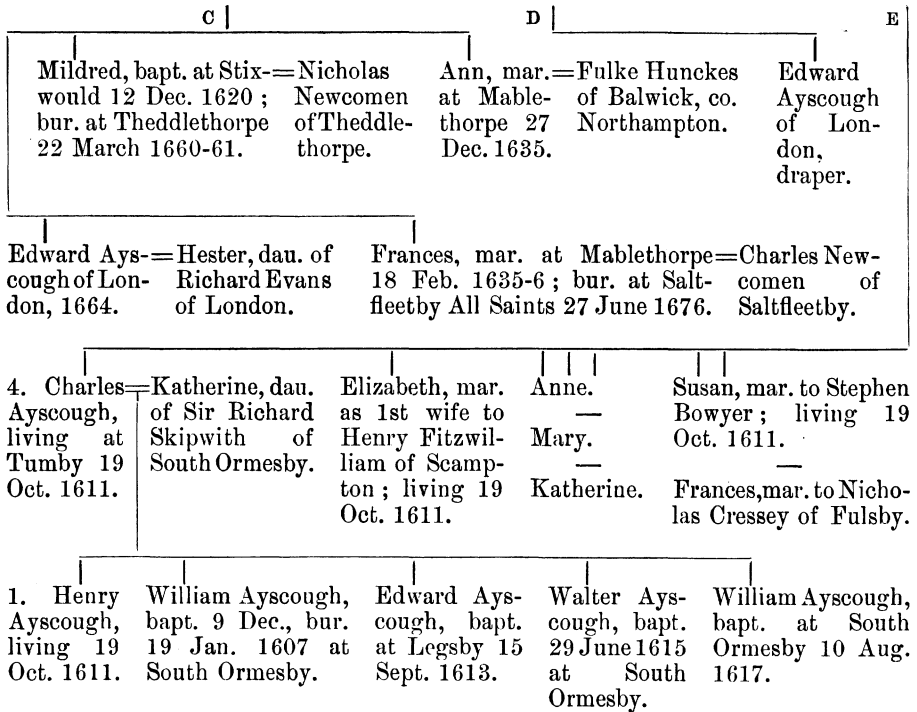 C D E
Mildred, bapt. at Stix-=Nicholas
would 12 Dec. 1620 ; Newcomen
bur. at Theddlethorpe of Theddle-
22 March 1660-61. thorpe.
Ann, mar.=Fulke Hunckes
at Mable- of Balwick, co.
thorpe 27 Northampton.
Dec. 1635.
Edward
Ayscough
of Lon-
don,
draper.
Edward Ays-=Hester, dau. of
cough of Lon- Richard Evans
don, 1664. of London.
Frances, mar. at Mablethorpe=Charles New-
18 Feb. 1635-6 ; bur. at Salt- comen of
fleetby All Saints 27 June 1676. Saltfleetby.
4. Charles=Katherine, dau.
Ayscough, of Sir Richard
living at Skipwith of
Tumby 19 South Ormesby.
Oct. 1611.
Elizabeth, mar.
as 1st wife to
Henry Fitzwil-
liam of Scamp-
ton ; living 19
Oct. 1611.
Anne.
—
Mary.
—
Katherine.
Susan, mar. to Stephen
Bowyer ; living 19
Oct. 1611.
—
Frances, mar. to Nicho-
las Cressey of Fulsby.
1. Henry
Ayscough,
living 19
Oct. 1611.
William Ayscough,
bapt. 9 Dec., bur.
19 Jan. 1607 at
South Ormesby.
Edward Ays-
cough, bapt.
at Legsby 15
Sept. 1613.
Walter Ays-
cough, bapt.
29 June 1615
at South
Ormesby.
William Ayscough,
bapt. at South
Ormesby 10 Aug.
1617.